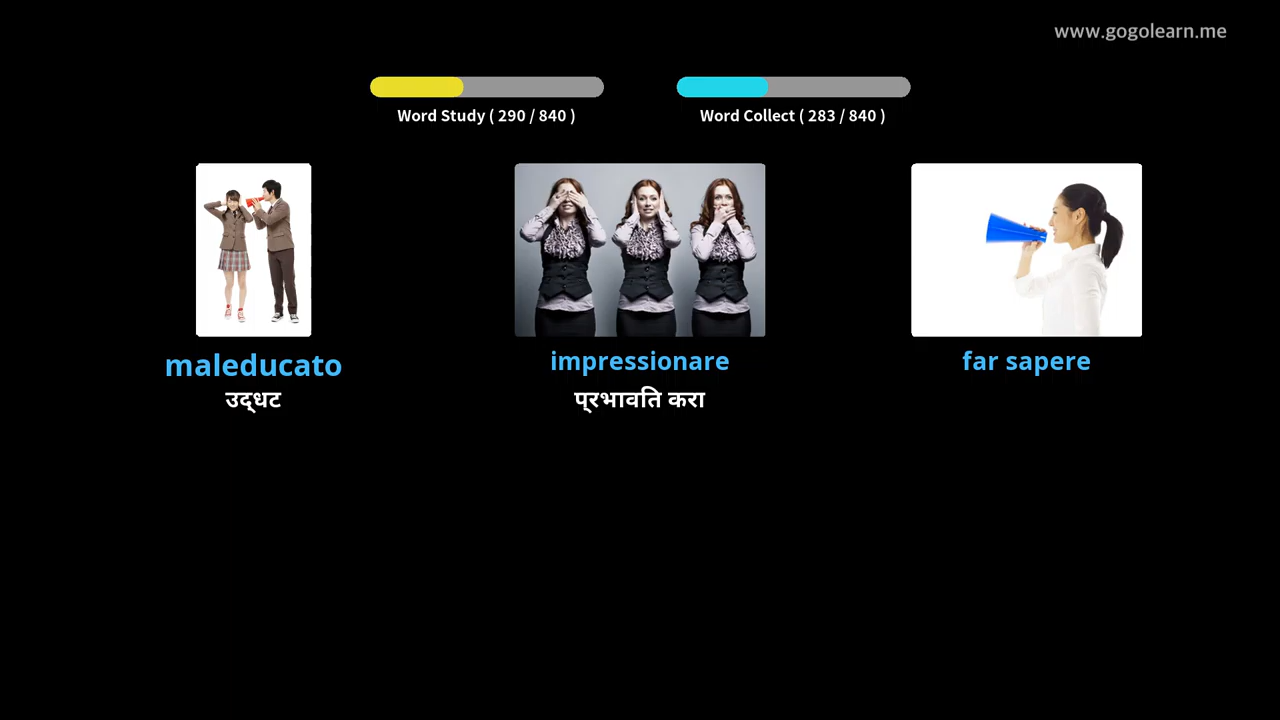 www.gogolearn.me
Word Study ( 290 / 840 )
Word Collect ( 283 / 840 )
maleducato
impressionare
far sapere
उद्धट
प्रभावति करा